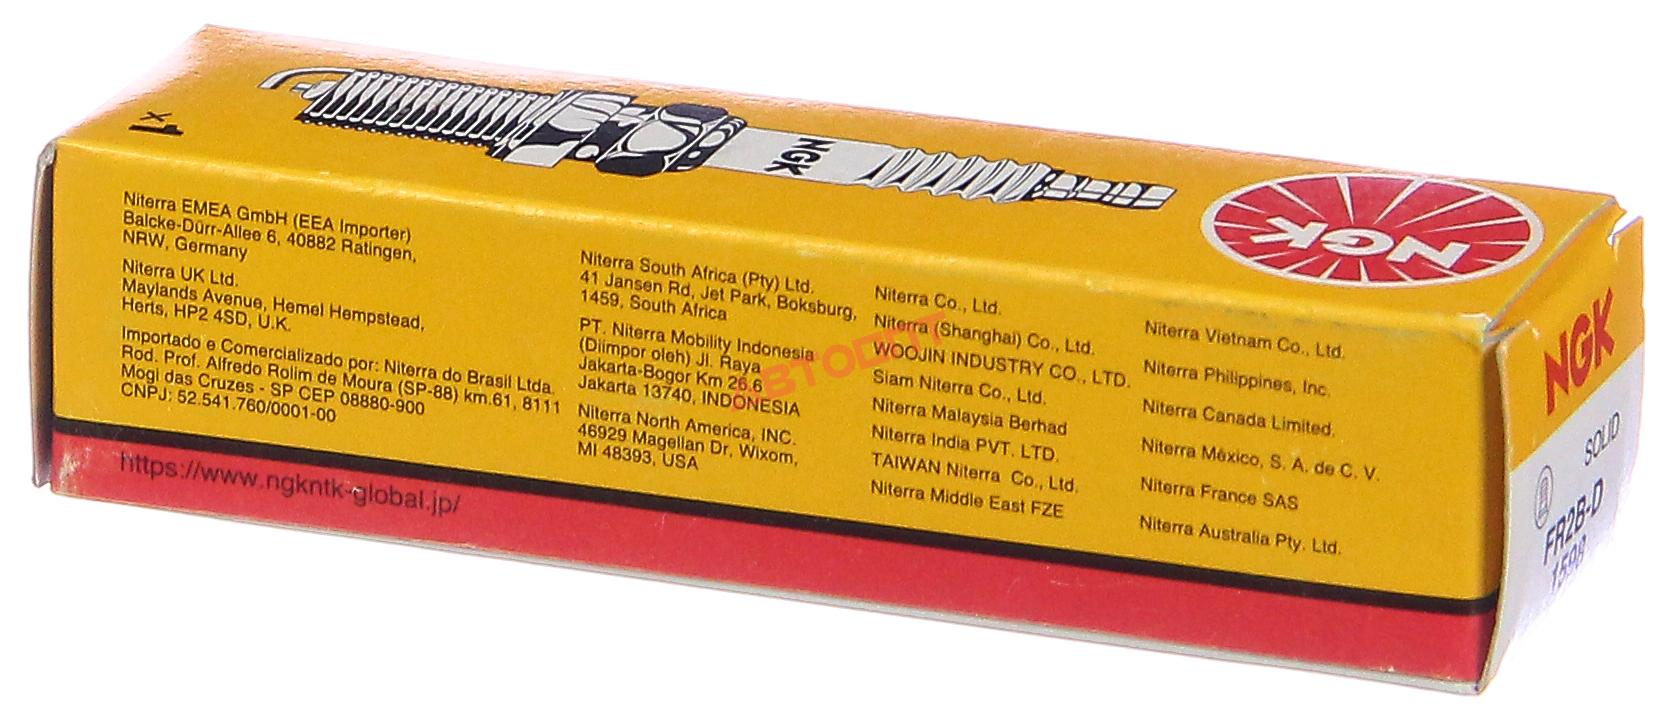 x1
NGK
NGK
Niterra EMEA GmbH (EEA Importer)
Balcke-Dürr-Allee 6, 40882 Ratingen,
NRW, Germany
Niterra UK Ltd.
Maylands Avenue, Hemel Hempstead,
Herts, HP2 4SD, U.K.
Importado e Comercializado por: Niterra do Brasil Ltda.
Rod. Prof. Alfredo Rolim de Moura (SP-88) km.61, 8111
Mogi das Cruzes - SP CEP 08880-900
CNPJ: 52.541.760/0001-00
https://www.ngkntk-global.jp/
Niterra South Africa (Pty) Ltd.
41 Jansen Rd, Jet Park, Boksburg,
1459, South Africa
PT. Niterra Mobility Indonesia
(Diimpor oleh) Jl. Raya
Jakarta-Bogor Km 26.6
Jakarta 13740, INDONESIA
Niterra North America, INC.
46929 Magellan Dr, Wixom,
MI 48393, USA
Niterra Co., Ltd.
Niterra (Shanghai) Co., Ltd.
WOOJIN INDUSTRY CO., LTD.
Siam Niterra Co., Ltd.
Niterra Malaysia Berhad
Niterra India PVT. LTD.
TAIWAN Niterra Co., Ltd.
Niterra Middle East FZE
Niterra Vietnam Co., Ltd.
Niterra Philippines, Inc.
Niterra Canada Limited.
Niterra México, S. A. de C. V.
Niterra France SAS
Niterra Australia Pty. Ltd.
NGK
SOLID
FR2B-D
1598